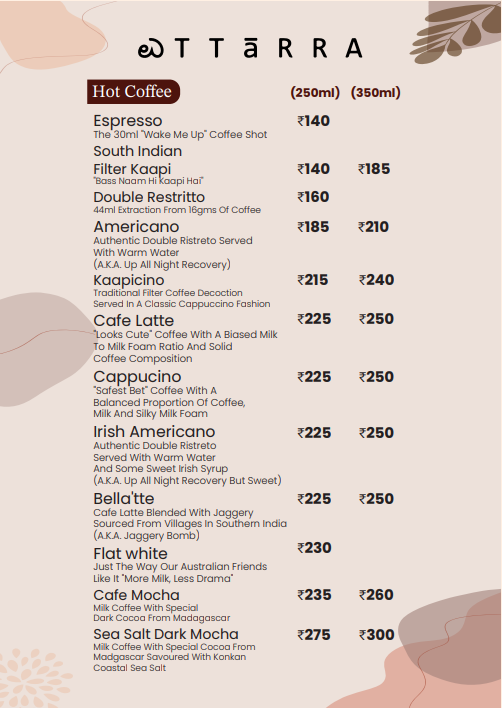 ಲTTāRRA
Hot Coffee (250ml) (350ml)
Espresso ₹140
The 30ml "Wake Me Up" Coffee Shot
South Indian
Filter Kaapi ₹140 ₹185
"Bass Naam Hi Kaapi Hai"
Double Restritto ₹160
44ml Extraction From 16gms Of Coffee
Americano ₹185 ₹210
Authentic Double Ristreto Served
With Warm Water
(A.K.A. Up All Night Recovery)
Kaapicino ₹215 ₹240
Traditional Filter Coffee Decoction
Served In A Classic Cappuccino Fashion
Cafe Latte ₹225 ₹250
"Looks Cute" Coffee With A Biased Milk
To Milk Foam Ratio And Solid
Coffee Composition
Cappucino ₹225 ₹250
"Safest Bet" Coffee With A
Balanced Proportion Of Coffee,
Milk And Silky Milk Foam
Irish Americano ₹225 ₹250
Authentic Double Ristreto
Served With Warm Water
And Some Sweet Irish Syrup
(A.K.A. Up All Night Recovery But Sweet)
Bella'tte ₹225 ₹250
Cafe Latte Blended With Jaggery
Sourced From Villages In Southern India
(A.K.A. Jaggery Bomb)
Flat white ₹230
Just The Way Our Australian Friends
Like It "More Milk, Less Drama"
Cafe Mocha ₹235 ₹260
Milk Coffee With Special
Dark Cocoa From Madagascar
Sea Salt Dark Mocha ₹275 ₹300
Milk Coffee With Special Cocoa From
Madgascar Savoured With Konkan
Coastal Sea Salt